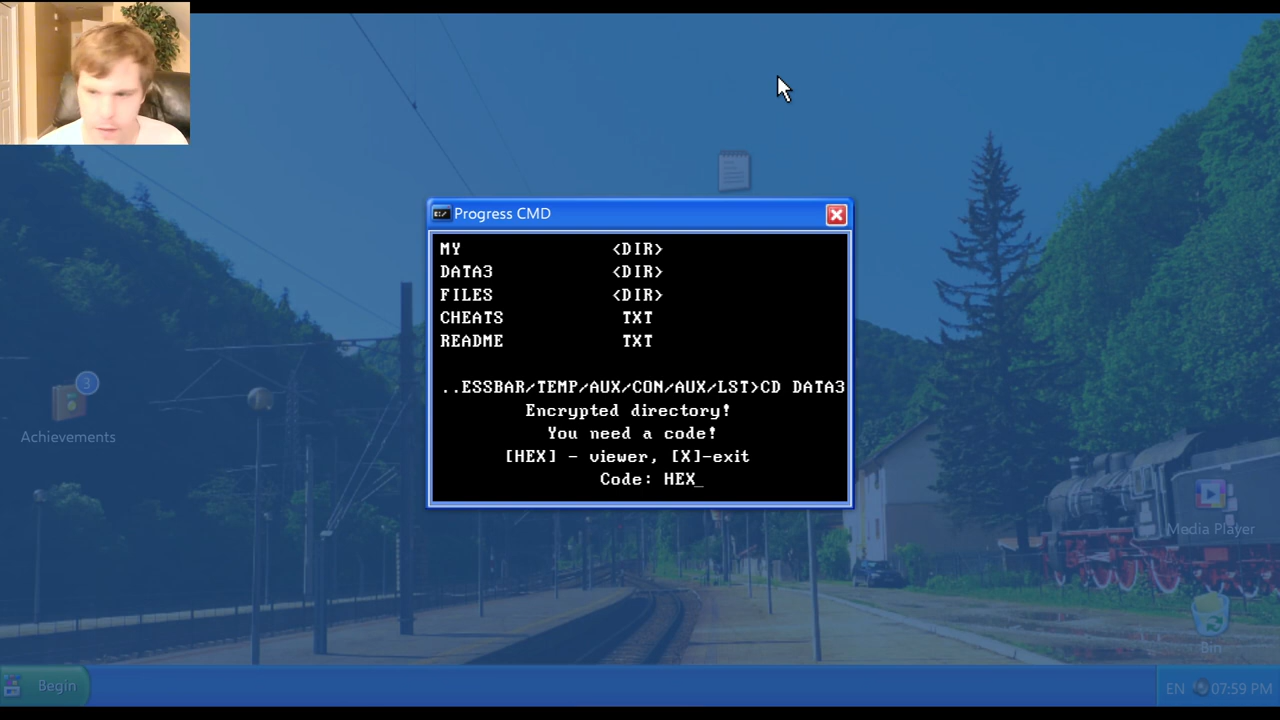 Progress CMD
MY <DIR>
DATA3 <DIR>
FILES <DIR>
CHEATS TXT
README TXT
..ESSBAR/TEMP/AUX/CON/AUX/LST>CD DATA3
Encrypted directory!
You need a code!
[HEX] - viewer, [X]-exit
Code: HEX_
3
Achievements
Media Player
Bin
Begin
EN 07:59 PM